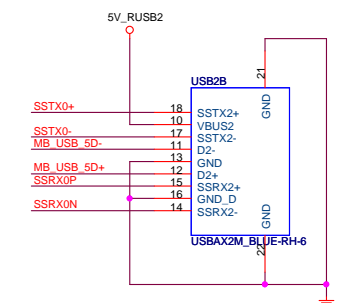 5V_RUSB2
USB2B
21
GND
SSTX0+ 18 SSTX2+
10 VBUS2
SSTX0- 17 SSTX2-
MB_USB_5D- 11 D2-
13 GND
MB_USB_5D+ 12 D2+
SSRX0P 15 SSRX2+
16 GND_D
SSRX0N 14 SSRX2-
GND
USBAX2M_BLUE-RH-6
22